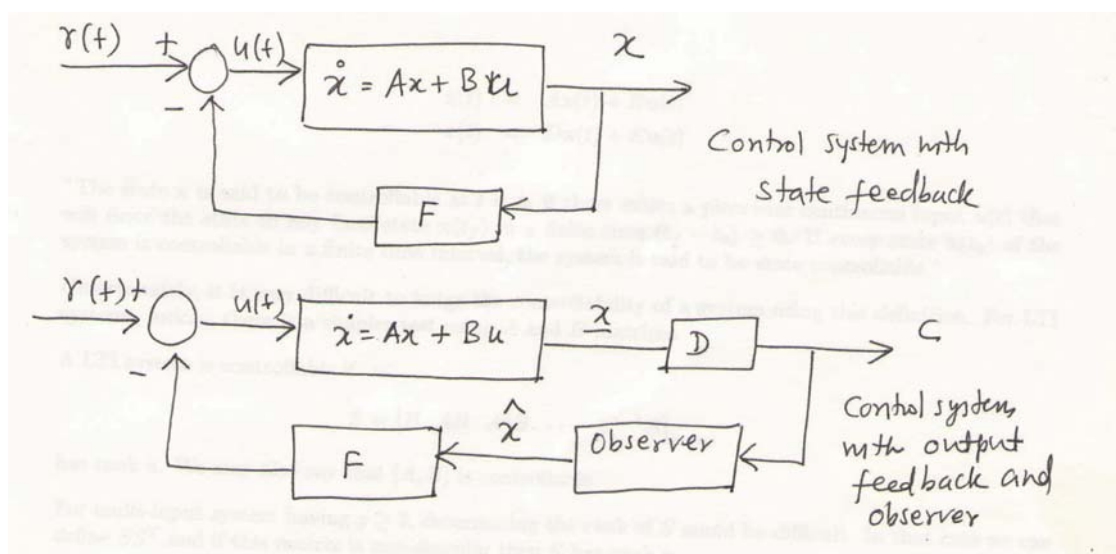 r(t) + u(t) ẋ = Ax + Bu x
−
Control system with
state feedback
F
r(t) + u(t) ẋ = Ax + Bu x D C
−
F x̂ Observer
Control system
with output
feedback and
observer